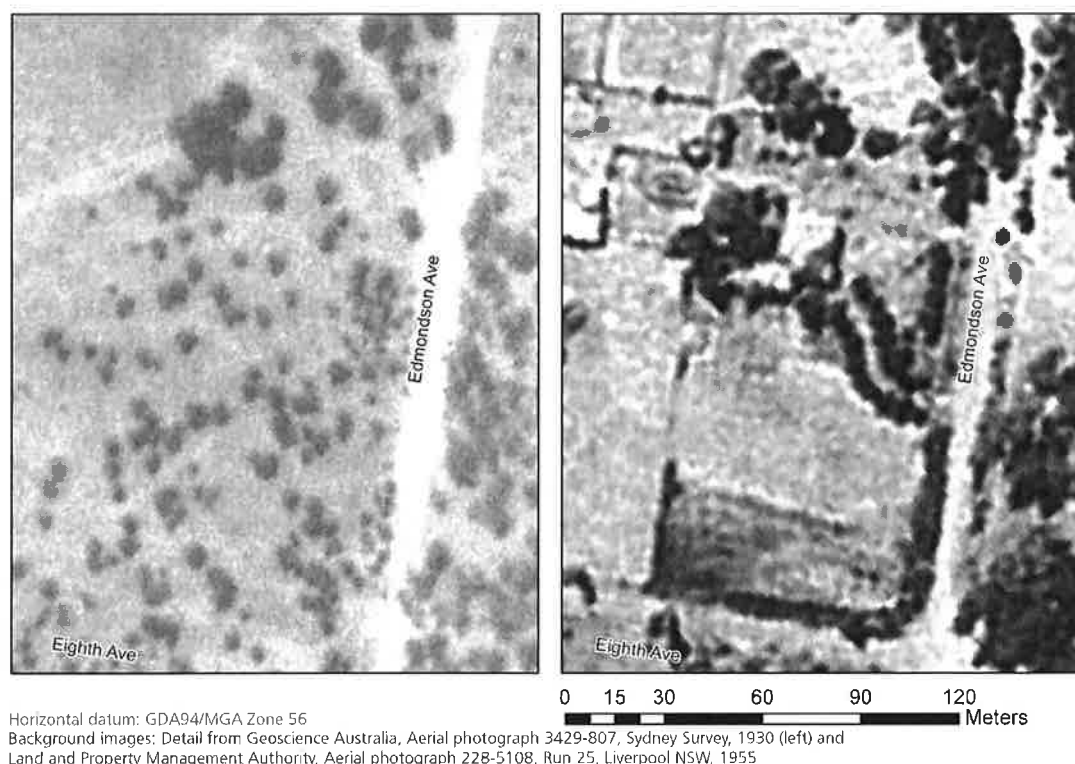 Edmondson Ave
Eighth Ave
Edmondson Ave
Eighth Ave
0 15 30 60 90 120
Meters
Horizontal datum: GDA94/MGA Zone 56
Background images: Detail from Geoscience Australia, Aerial photograph 3429-807, Sydney Survey, 1930 (left) and
Land and Property Management Authority, Aerial photograph 228-5108, Run 25, Liverpool NSW, 1955